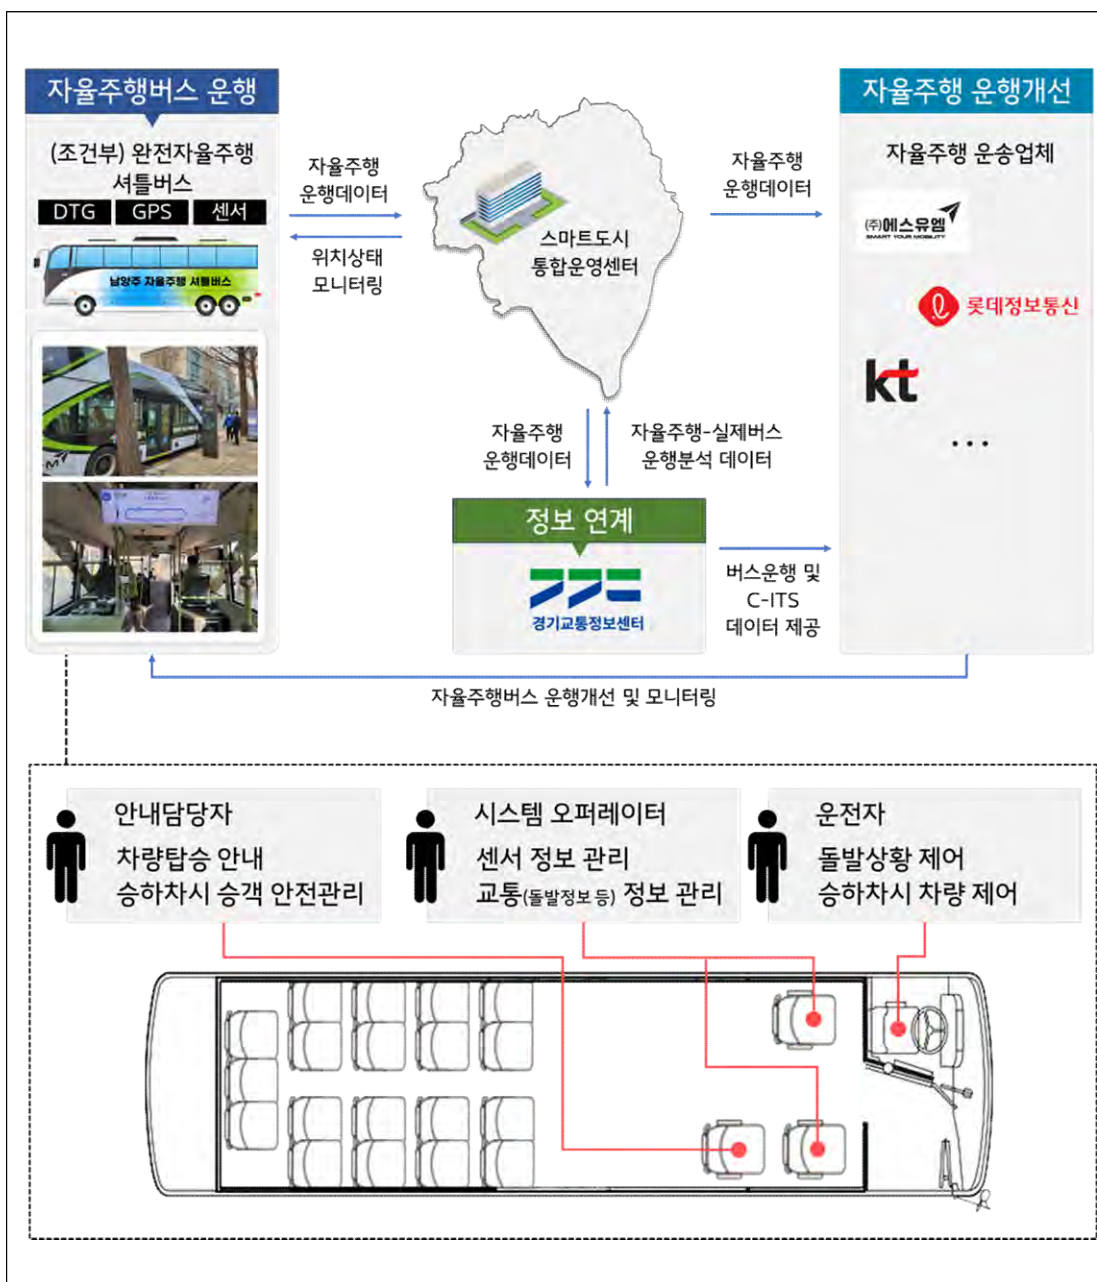 자율주행버스 운행
(조건부) 완전자율주행
셔틀버스
DTG GPS 센서
남양주 자율주행 셔틀버스
자율주행
운행데이터
위치상태
모니터링
스마트도시
통합운영센터
자율주행
운행데이터
자율주행 운행개선
자율주행 운송업체
(주)에스유엠
SMART YOUR MOBILITY
롯데정보통신
kt
...
자율주행
운행데이터
자율주행-실제버스
운행분석 데이터
정보 연계
경기교통정보센터
버스운행 및
C-ITS
데이터 제공
자율주행버스 운행개선 및 모니터링
안내담당자
차량탑승 안내
승하차시 승객 안전관리
시스템 오퍼레이터
센서 정보 관리
교통(돌발정보 등) 정보 관리
운전자
돌발상황 제어
승하차시 차량 제어